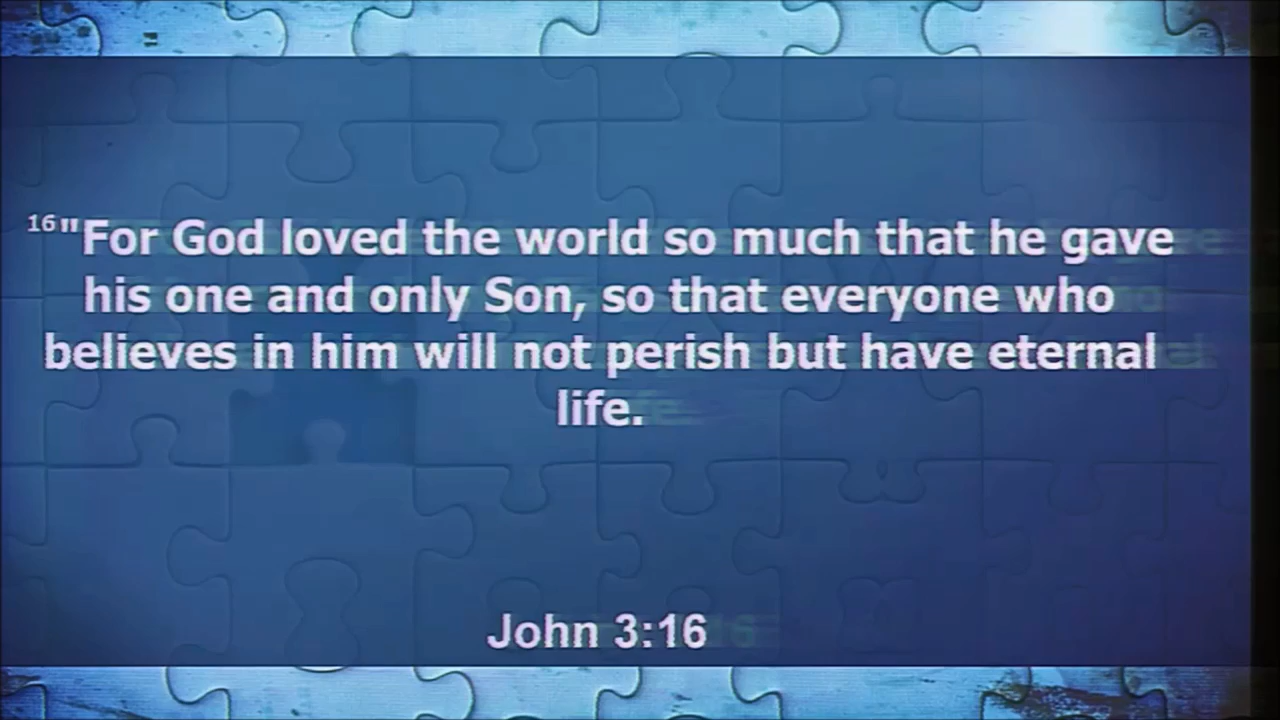 16"For God loved the world so much that he gave
his one and only Son, so that everyone who
believes in him will not perish but have eternal
life.
John 3:16